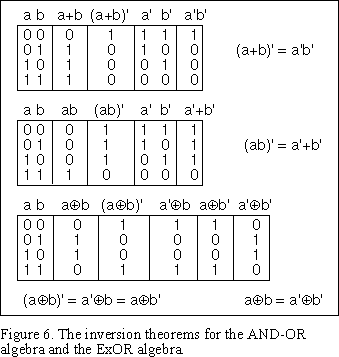 a b a+b (a+b)' a' b' a'b'
0 0 0 1 1 1 1
0 1 1 0 1 0 0
1 0 1 0 0 1 0
1 1 1 0 0 0 0
(a+b)' = a'b'
a b ab (ab)' a' b' a'+b'
0 0 0 1 1 1 1
0 1 0 1 1 0 1
1 0 0 1 0 1 1
1 1 1 0 0 0 0
(ab)' = a'+b'
a b a⊕b (a⊕b)' a'⊕b a⊕b' a'⊕b'
0 0 0 1 1 1 0
0 1 1 0 0 0 1
1 0 1 0 0 0 1
1 1 0 1 1 1 0
(a⊕b)' = a'⊕b = a⊕b' a⊕b = a'⊕b'
Figure 6. The inversion theorems for the AND-OR
algebra and the ExOR algebra.